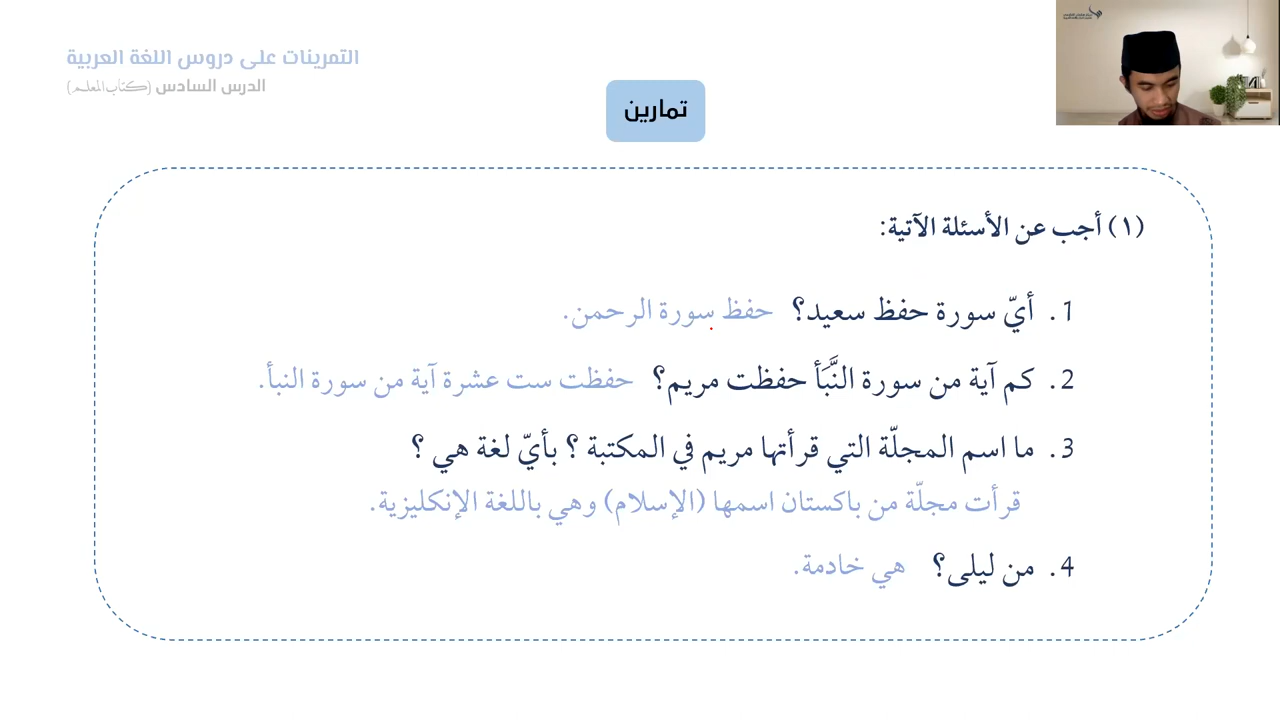 التمرينات على دروس اللغة العربية
الدرس السادس (كتاب المعلم)
تمارين
(١) أجب عن الأسئلة الآتية:
1. أيّ سورة حفظ سعيد؟ حفظ سورة الرحمن.
2. كم آية من سورة النَّبَأ حفظت مريم؟ حفظت ست عشرة آية من سورة النبأ.
3. ما اسم المجلّة التي قرأتها مريم في المكتبة ؟ بأيّ لغة هي ؟
قرأت مجلّة من باكستان اسمها (الإسلام) وهي باللغة الإنكليزية.
4. من ليلى؟ هي خادمة.